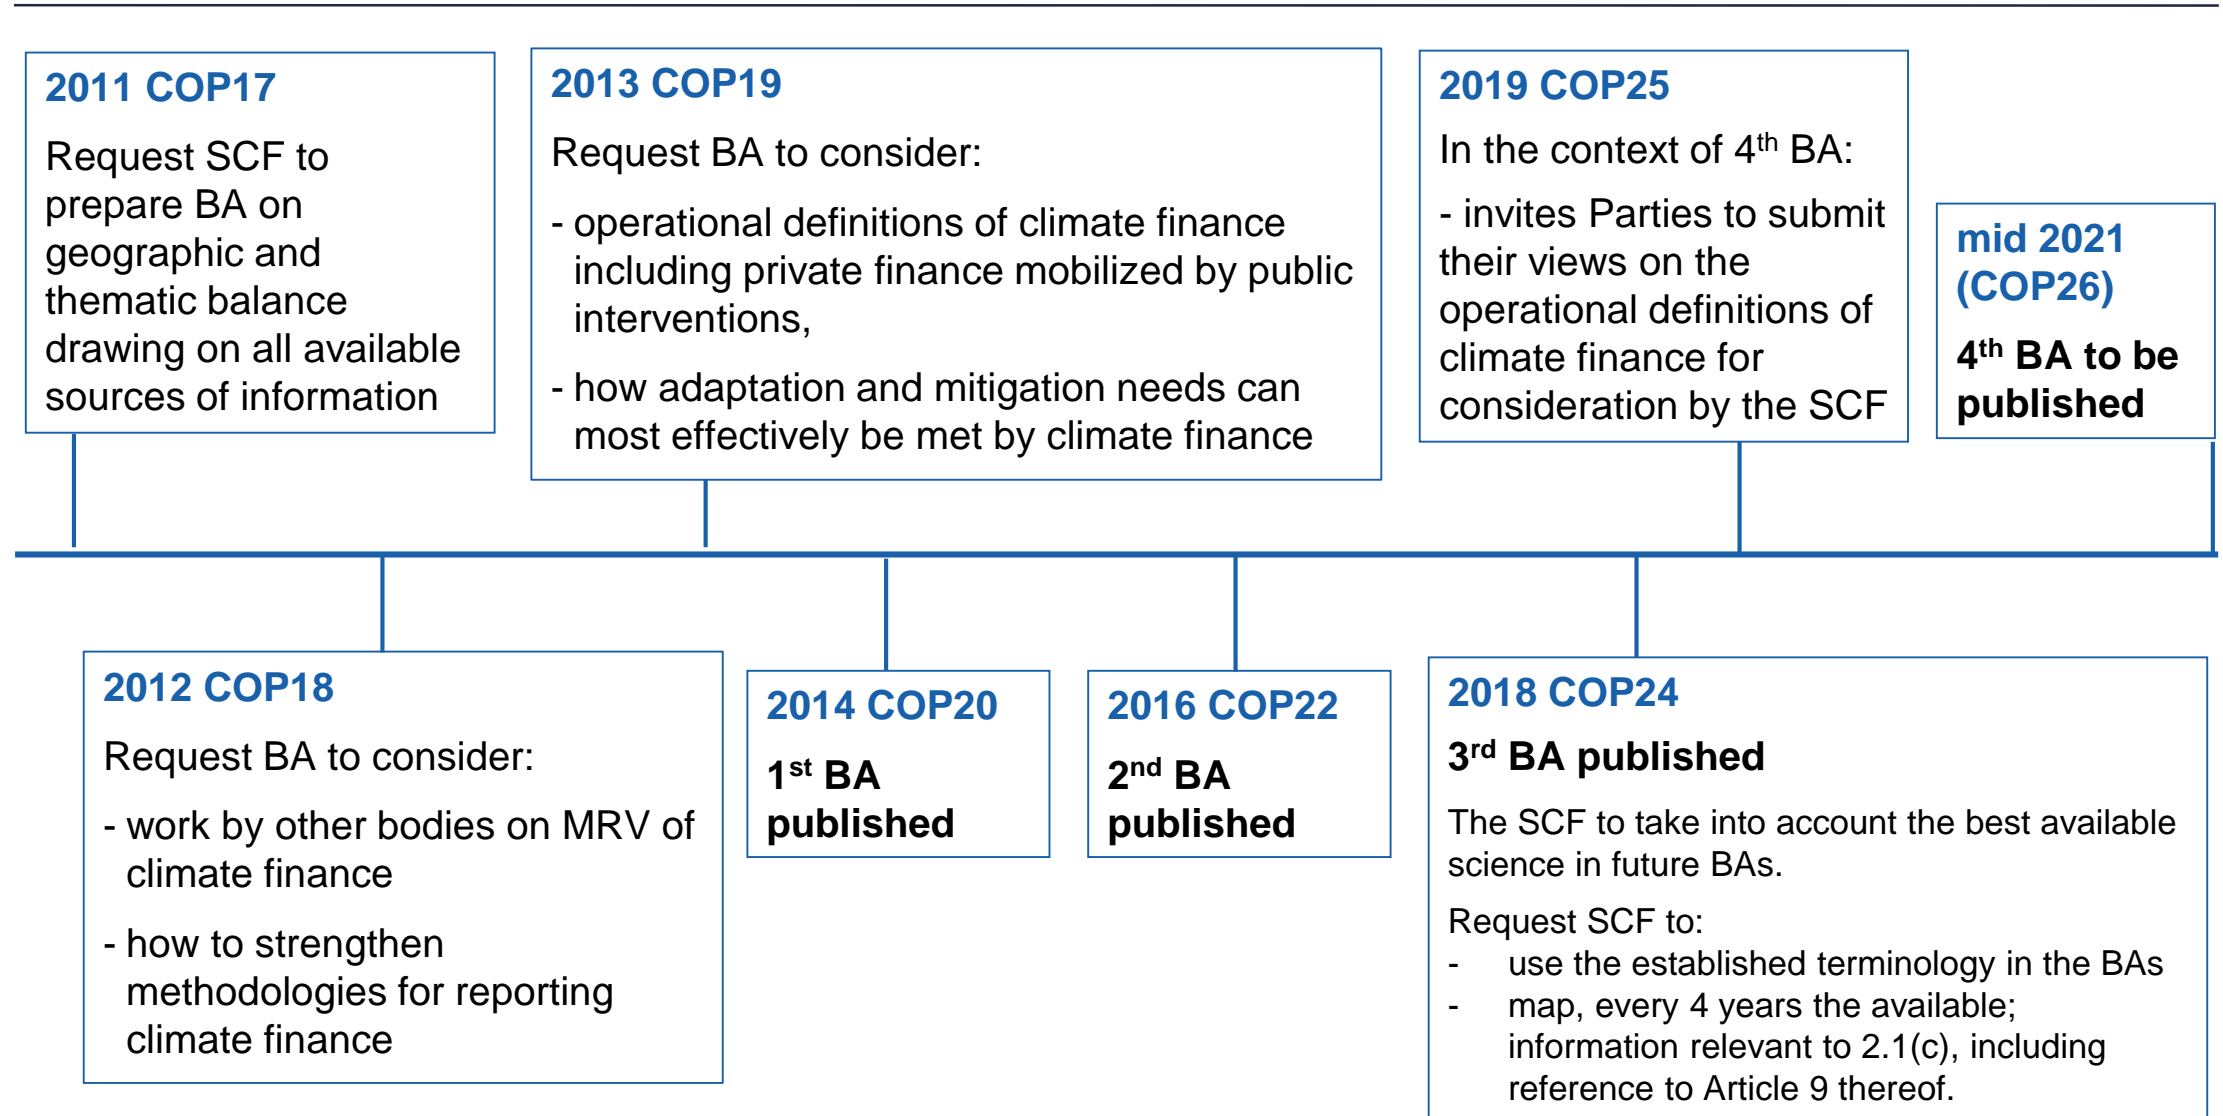 2011 COP17
Request SCF to
prepare BA on
geographic and
thematic balance
drawing on all available
sources of information
2013 COP19
Request BA to consider:
- operational definitions of climate finance
including private finance mobilized by public
interventions,
- how adaptation and mitigation needs can
most effectively be met by climate finance
2019 COP25
In the context of 4th BA:
- invites Parties to submit
their views on the
operational definitions of
climate finance for
consideration by the SCF
mid 2021
(COP26)
4th BA to be
published
2012 COP18
Request BA to consider:
- work by other bodies on MRV of
climate finance
- how to strengthen
methodologies for reporting
climate finance
2014 COP20
1st BA
published
2016 COP22
2nd BA
published
2018 COP24
3rd BA published
The SCF to take into account the best available
science in future BAs.
Request SCF to:
- use the established terminology in the BAs
- map, every 4 years the available;
information relevant to 2.1(c), including
reference to Article 9 thereof.